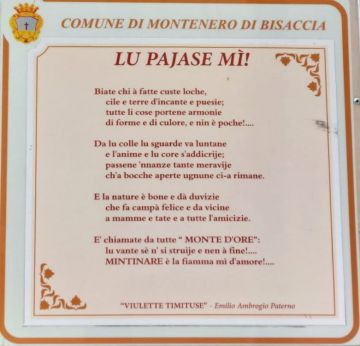 COMUNE DI MONTENERO DI BISACCIA
LU PAJASE MÌ!
Biate chi à fatte custe loche,
cile e terre d'incante e puesie;
tutte li cose portene armonie
di forme e di culore, e nin è poche!....
Da lu colle lu sguarde va luntane
e l'anime e lu core s'addicrije;
passene 'nnanze tante meravije
ch'a bocche aperte ugnune ci-a rimane.
E la nature è bone e dà duvizie
che fa campà felice e da vicine
a mamme e tate e a tutte l'amicizie.
E' chiamate da tutte “ MONTE D'ORE”:
lu vante sè n' si struije e nen à fine!....
MINTINARE è la fiamma mì d'amore!....
"VIULETTE TIMITUSE" - Emilio Ambrogio Paterno